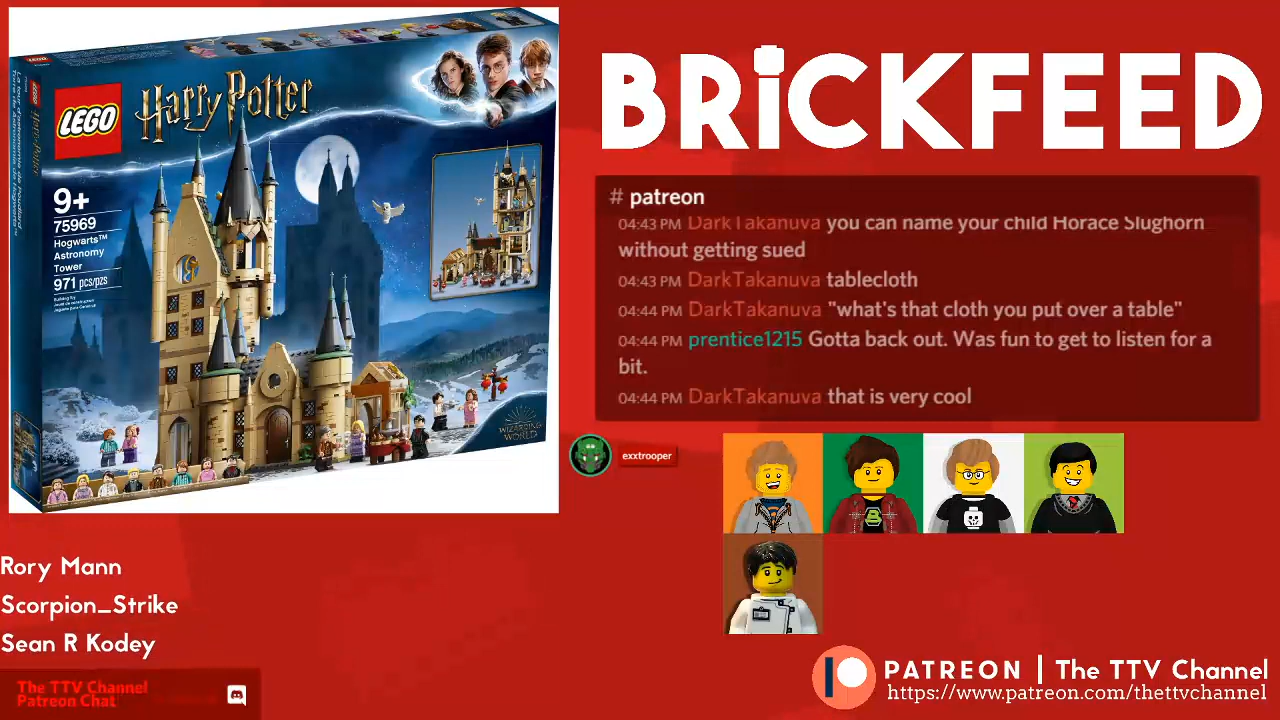 LEGO
Harry Potter
9+
75969
Hogwarts™
Astronomy
Tower
971 pcs/pzs
WIZARDING
WORLD
BRICKFEED
# patreon
04:43 PM DarkTakanuva you can name your child Horace Slughorn
without getting sued
04:43 PM DarkTakanuva tablecloth
04:44 PM DarkTakanuva "what's that cloth you put over a table"
04:44 PM prentice1215 Gotta back out. Was fun to get to listen for a
bit.
04:44 PM DarkTakanuva that is very cool
exxtrooper
Rory Mann
Scorpion_Strike
Sean R Kodey
The TTV Channel
Patreon Chat
PATREON | The TTV Channel
https://www.patreon.com/thettvchannel